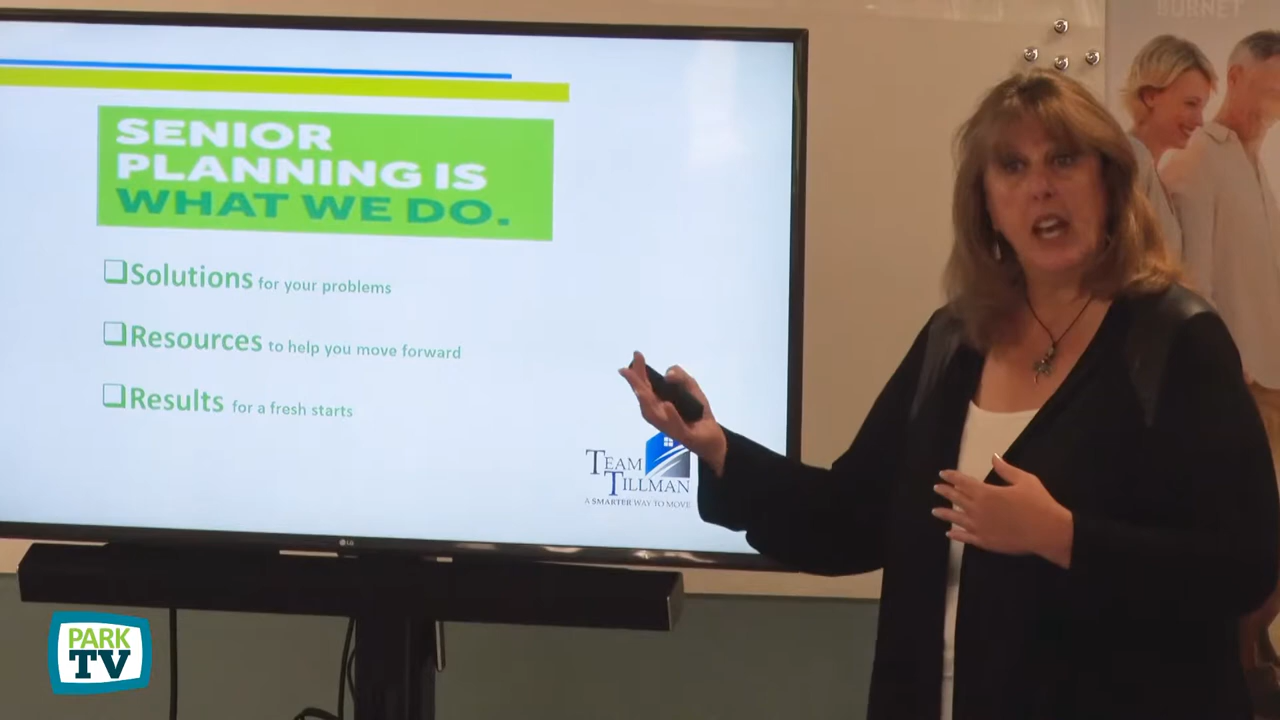 BURNET
SENIOR
PLANNING IS
WHAT WE DO.
Solutions for your problems
Resources to help you move forward
Results for a fresh starts
TEAM
TILLMAN
A SMARTER WAY TO MOVE
LG
PARK
TV